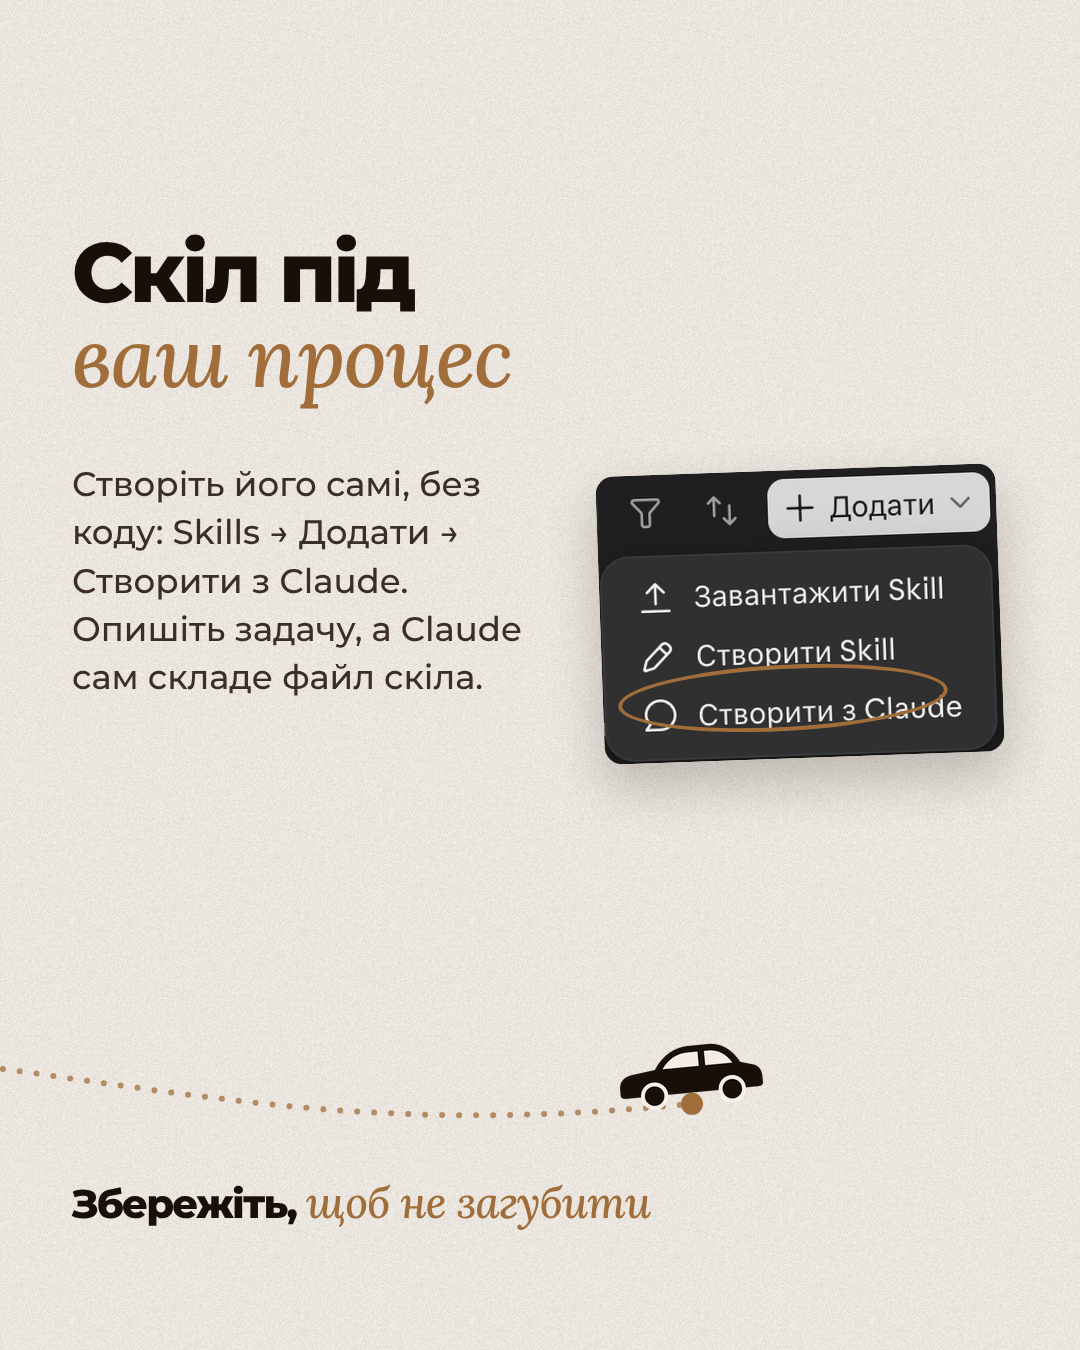 Скіл під
ваш процес
Створіть його самі, без
коду: Skills → Додати →
Створити з Claude.
Опишіть задачу, а Claude
сам складе файл скіла.
+ Додати
Завантажити Skill
Створити Skill
Створити з Claude
Збережіть, щоб не загубити